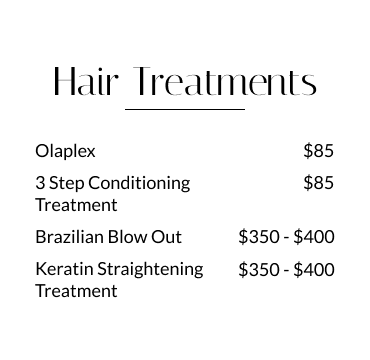 Hair Treatments
Olaplex $85
3 Step Conditioning $85
Treatment
Brazilian Blow Out $350 - $400
Keratin Straightening $350 - $400
Treatment